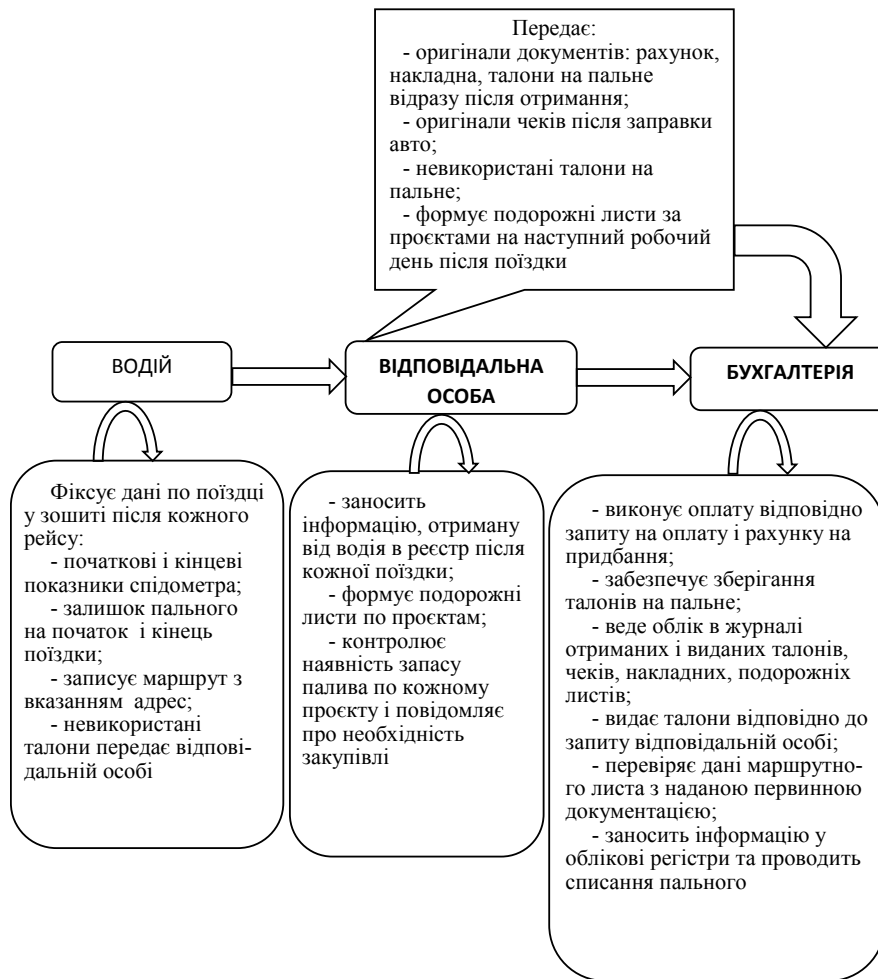 Передає:
- оригінали документів: рахунок,
накладна, талони на пальне
відразу після отримання;
- оригінали чеків після заправки
авто;
- невикористані талони на
пальне;
- формує подорожні листи за
проєктами на наступний робочий
день після поїздки
ВОДІЙ
ВІДПОВІДАЛЬНА
ОСОБА
БУХГАЛТЕРІЯ
Фіксує дані по поїздці
у зошиті після кожного
рейсу:
- початкові і кінцеві
показники спідометра;
- залишок пального
на початок і кінець
поїздки;
- записує маршрут з
вказанням адрес;
- невикористані
талони передає відпові-
дальній особі
- заносить
інформацію, отриману
від водія в реєстр після
кожної поїздки;
- формує подорожні
листи по проєктам;
- контролює
наявність запасу
палива по кожному
проєкту і повідомляє
про необхідність
закупівлі
- виконує оплату відповідно
запиту на оплату і рахунку на
придбання;
- забезпечує зберігання
талонів на пальне;
- веде облік в журналі
отриманих і виданих талонів,
чеків, накладних, подорожніх
листів;
- видає талони відповідно до
запиту відповідальній особі;
- перевіряє дані маршрутно-
го листа з наданою первинною
документацією;
- заносить інформацію у
облікові регістри та проводить
списання пального